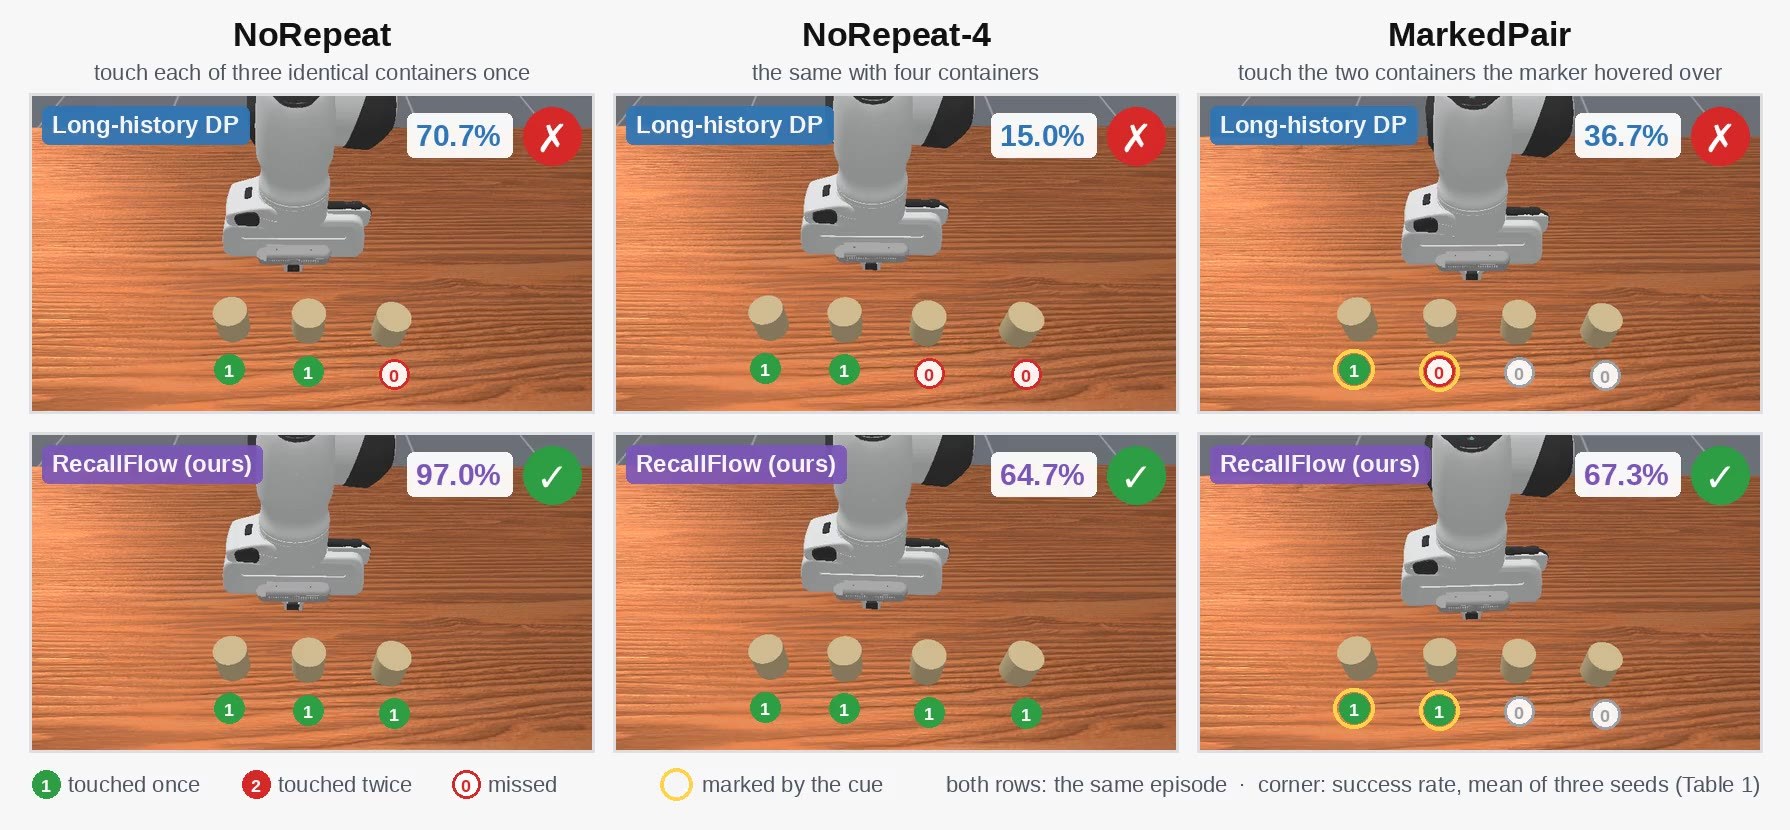 NoRepeat
touch each of three identical containers once
NoRepeat-4
the same with four containers
MarkedPair
touch the two containers the marker hovered over
Long-history DP
70.7%
✗
1
1
0
Long-history DP
15.0%
✗
1
1
0
0
Long-history DP
36.7%
✗
1
0
0
0
RecallFlow (ours)
97.0%
✓
1
1
1
RecallFlow (ours)
64.7%
✓
1
1
1
1
RecallFlow (ours)
67.3%
✓
1
1
0
0
1 touched once
2 touched twice
0 missed
marked by the cue
both rows: the same episode · corner: success rate, mean of three seeds (Table 1)